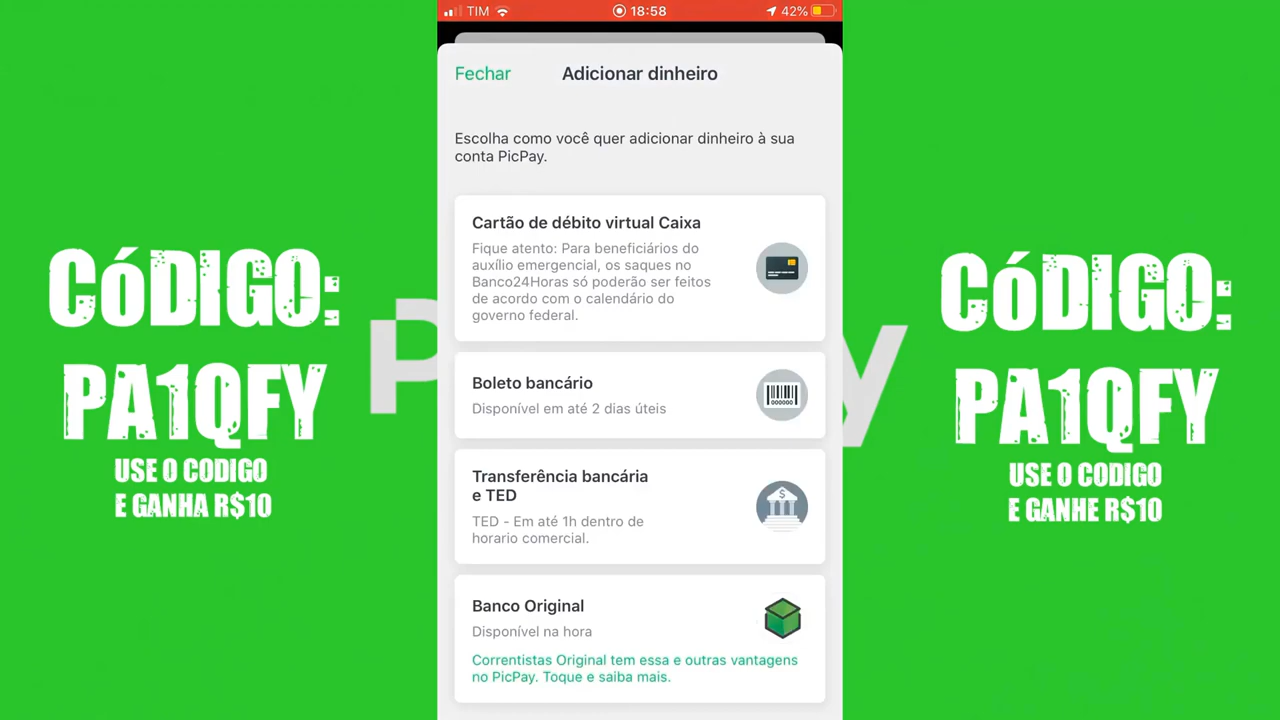 TIM
18:58
42%
Fechar
Adicionar dinheiro
Escolha como você quer adicionar dinheiro à sua
conta PicPay.
Cartão de débito virtual Caixa
Fique atento: Para beneficiários do
auxílio emergencial, os saques no
Banco24Horas só poderão ser feitos
de acordo com o calendário do
governo federal.
Boleto bancário
Disponível em até 2 dias úteis
000000
Transferência bancária
e TED
TED - Em até 1h dentro de
horario comercial.
Banco Original
Disponível na hora
Correntistas Original tem essa e outras vantagens
no PicPay. Toque e saiba mais.
CóDIGO:
PA1QFY
USE O CODIGO
E GANHA R$10
CóDIGO:
PA1QFY
USE O CODIGO
E GANHE R$10
P
y